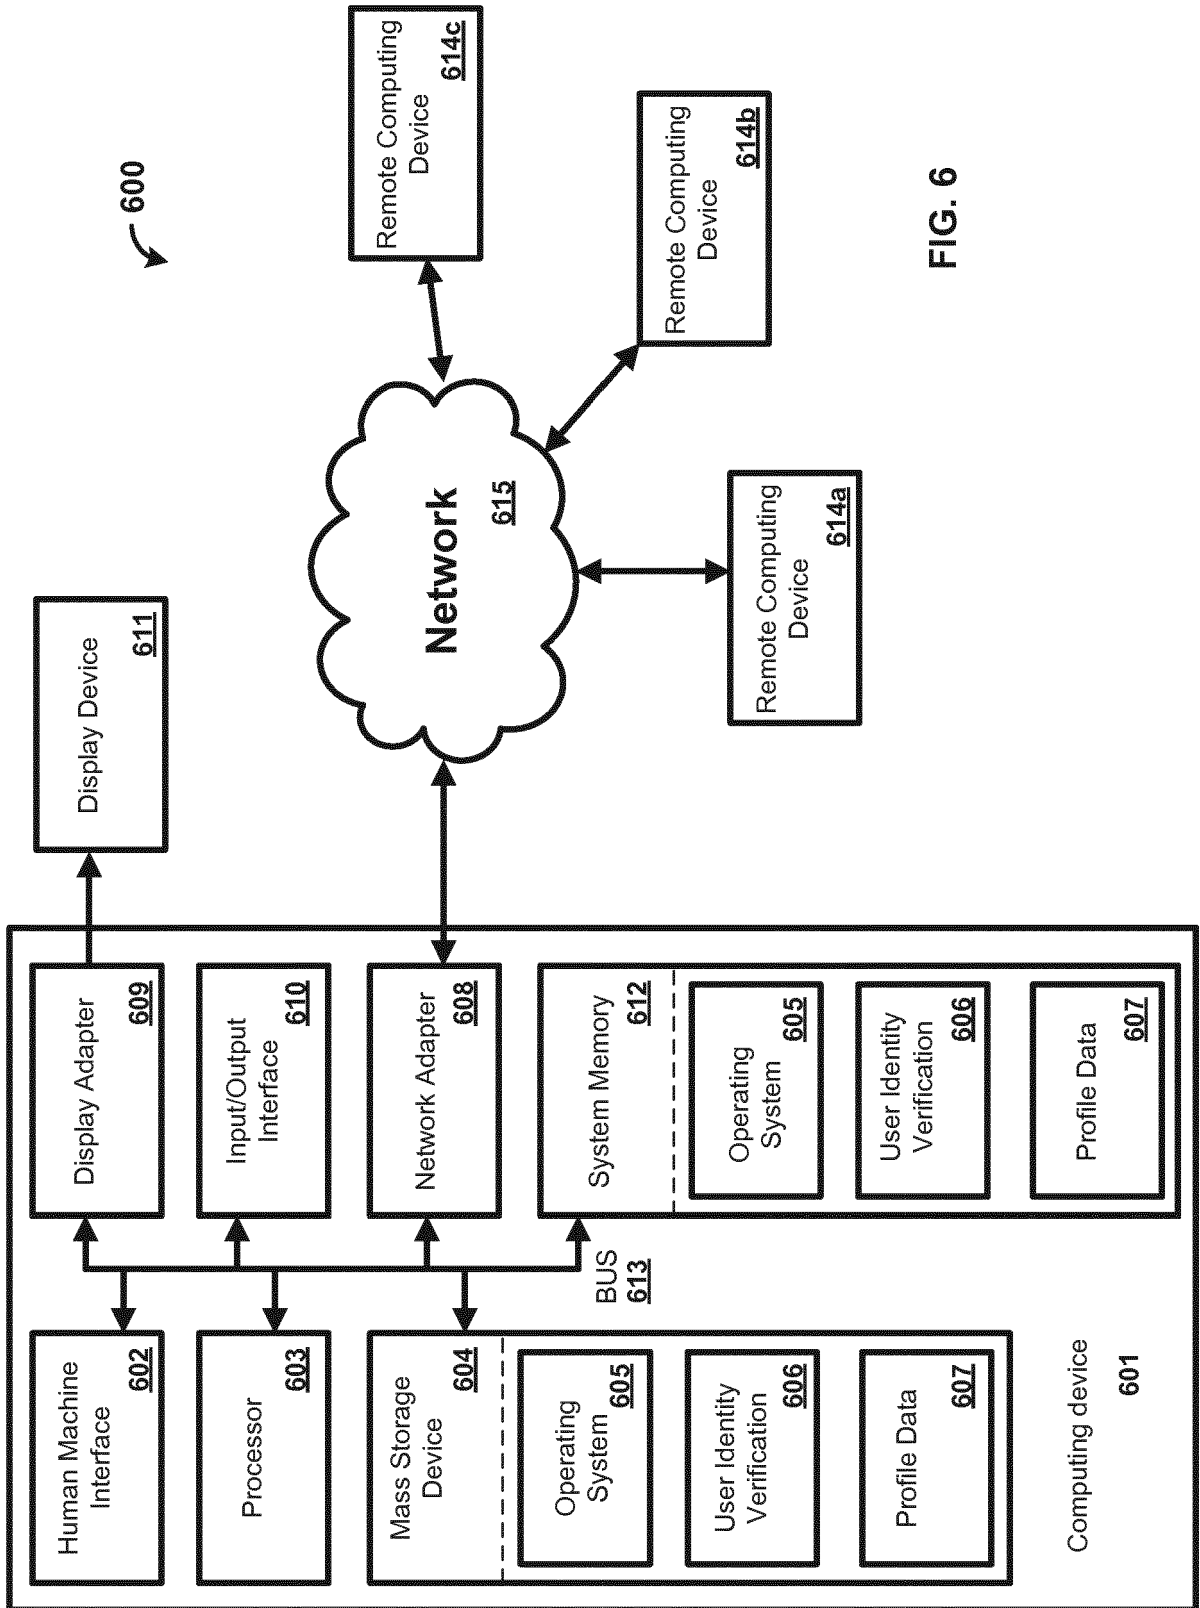 600
Human Machine
Interface
602
Processor
603
Mass Storage
Device
604
Operating
System
605
User Identity
Verification
606
Profile Data
607
Computing device
601
BUS
613
Display Adapter
609
Input/Output
Interface
610
Network Adapter
608
System Memory
612
Operating
System
605
User Identity
Verification
606
Profile Data
607
Display Device
611
Network
615
Remote Computing
Device
614a
Remote Computing
Device
614b
Remote Computing
Device
614c
FIG. 6